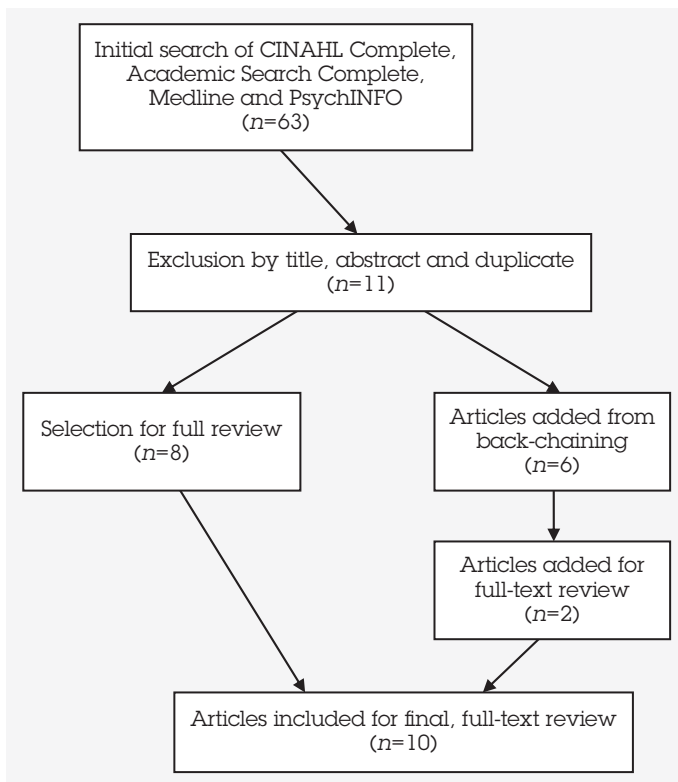 Initial search of CINAHL Complete,
Academic Search Complete,
Medline and PsychINFO
(n=63)
Exclusion by title, abstract and duplicate
(n=11)
Selection for full review
(n=8)
Articles added from
back-chaining
(n=6)
Articles added for
full-text review
(n=2)
Articles included for final, full-text review
(n=10)